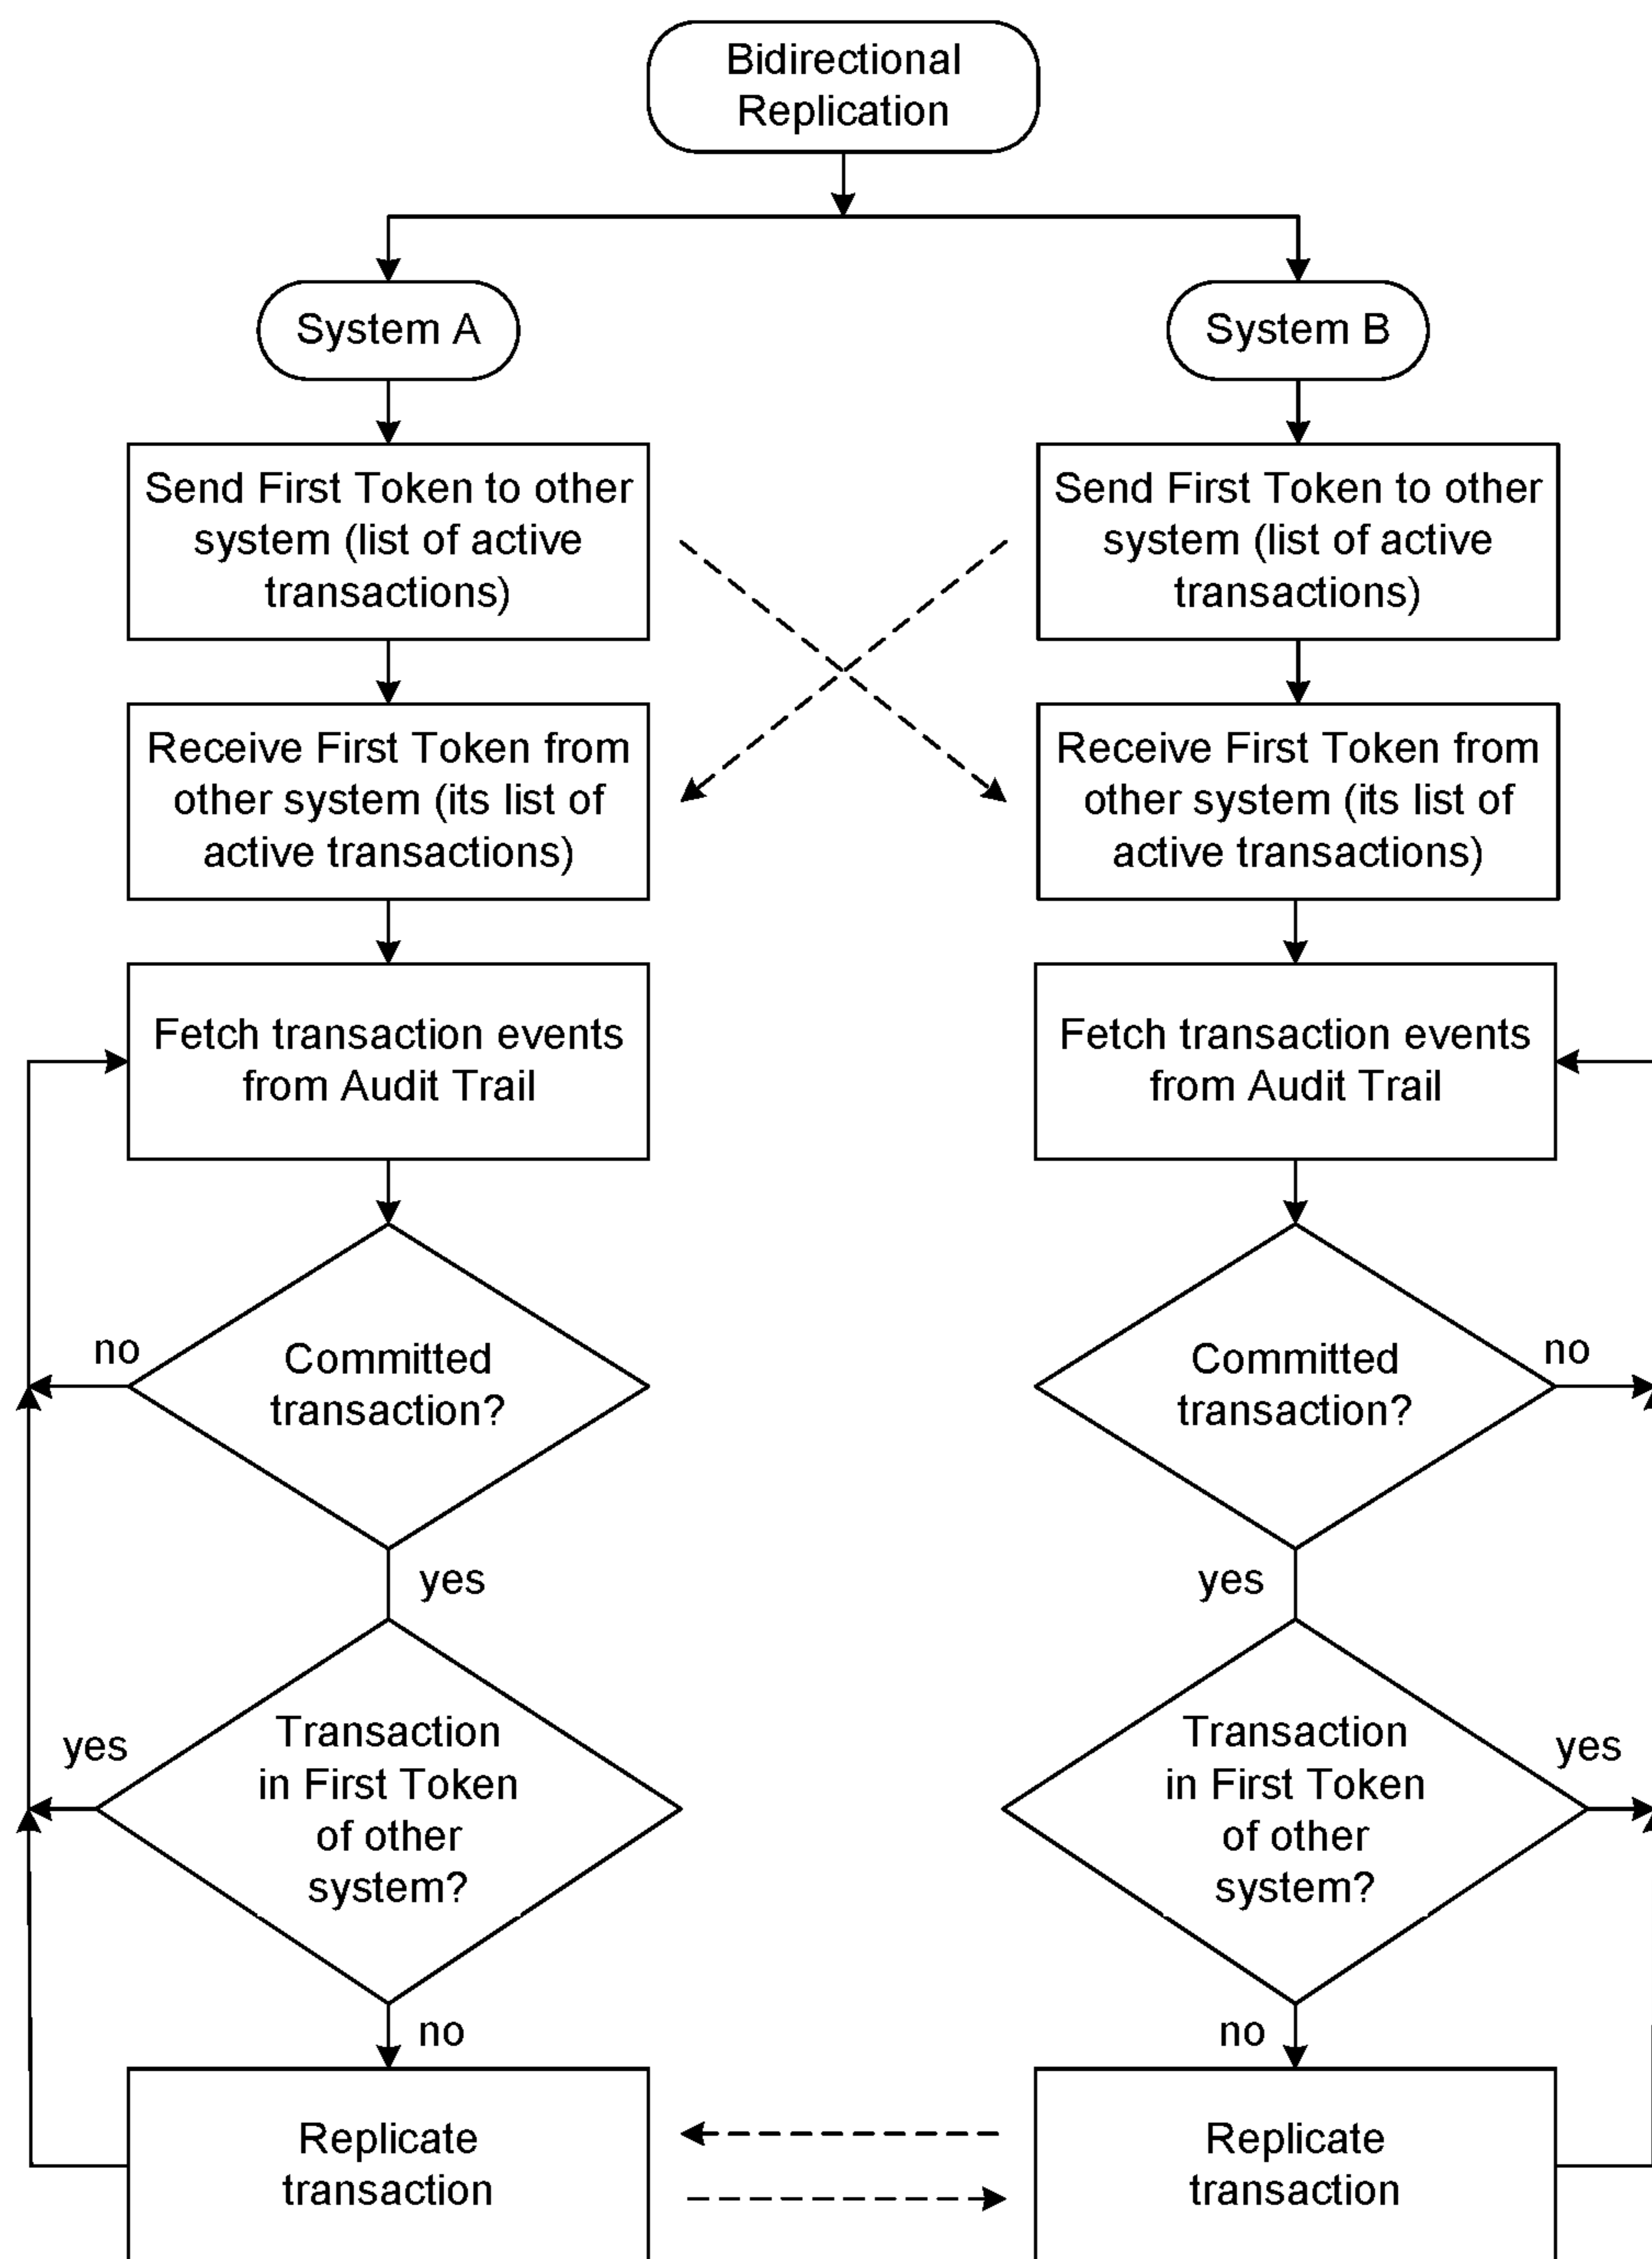 Bidirectional
Replication
System A
System B
Send First Token to other
system (list of active
transactions)
Send First Token to other
system (list of active
transactions)
Receive First Token from
other system (its list of
active transactions)
Receive First Token from
other system (its list of
active transactions)
Fetch transaction events
from Audit Trail
Fetch transaction events
from Audit Trail
no
Committed
transaction?
Committed
transaction?
no
yes
yes
yes
Transaction
in First Token
of other
system?
Transaction
in First Token
of other
system?
yes
no
no
Replicate
transaction
Replicate
transaction